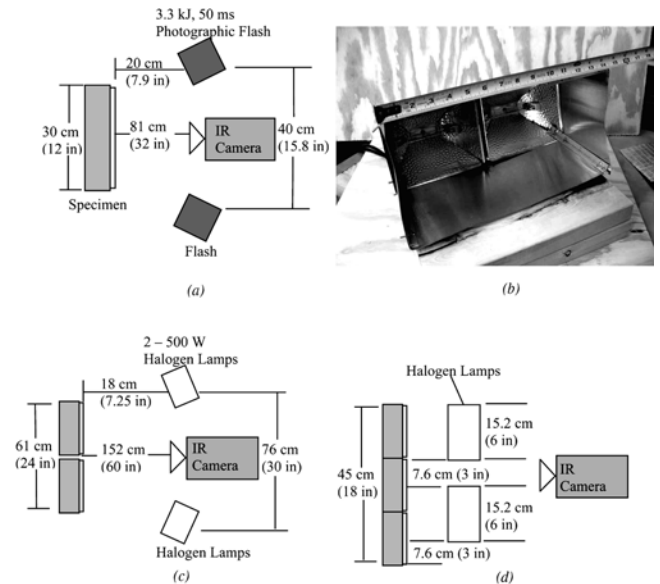 3.3 kJ, 50 ms
Photographic Flash
20 cm
(7.9 in)
30 cm
(12 in)
81 cm
(32 in)
IR
Camera
40 cm
(15.8 in)
Specimen
Flash
(a)
(b)
2 – 500 W
Halogen Lamps
18 cm
(7.25 in)
61 cm
(24 in)
152 cm
(60 in)
IR
Camera
76 cm
(30 in)
Halogen Lamps
(c)
Halogen Lamps
15.2 cm
(6 in)
45 cm
(18 in)
7.6 cm (3 in)
IR
Camera
15.2 cm
(6 in)
7.6 cm (3 in)
(d)